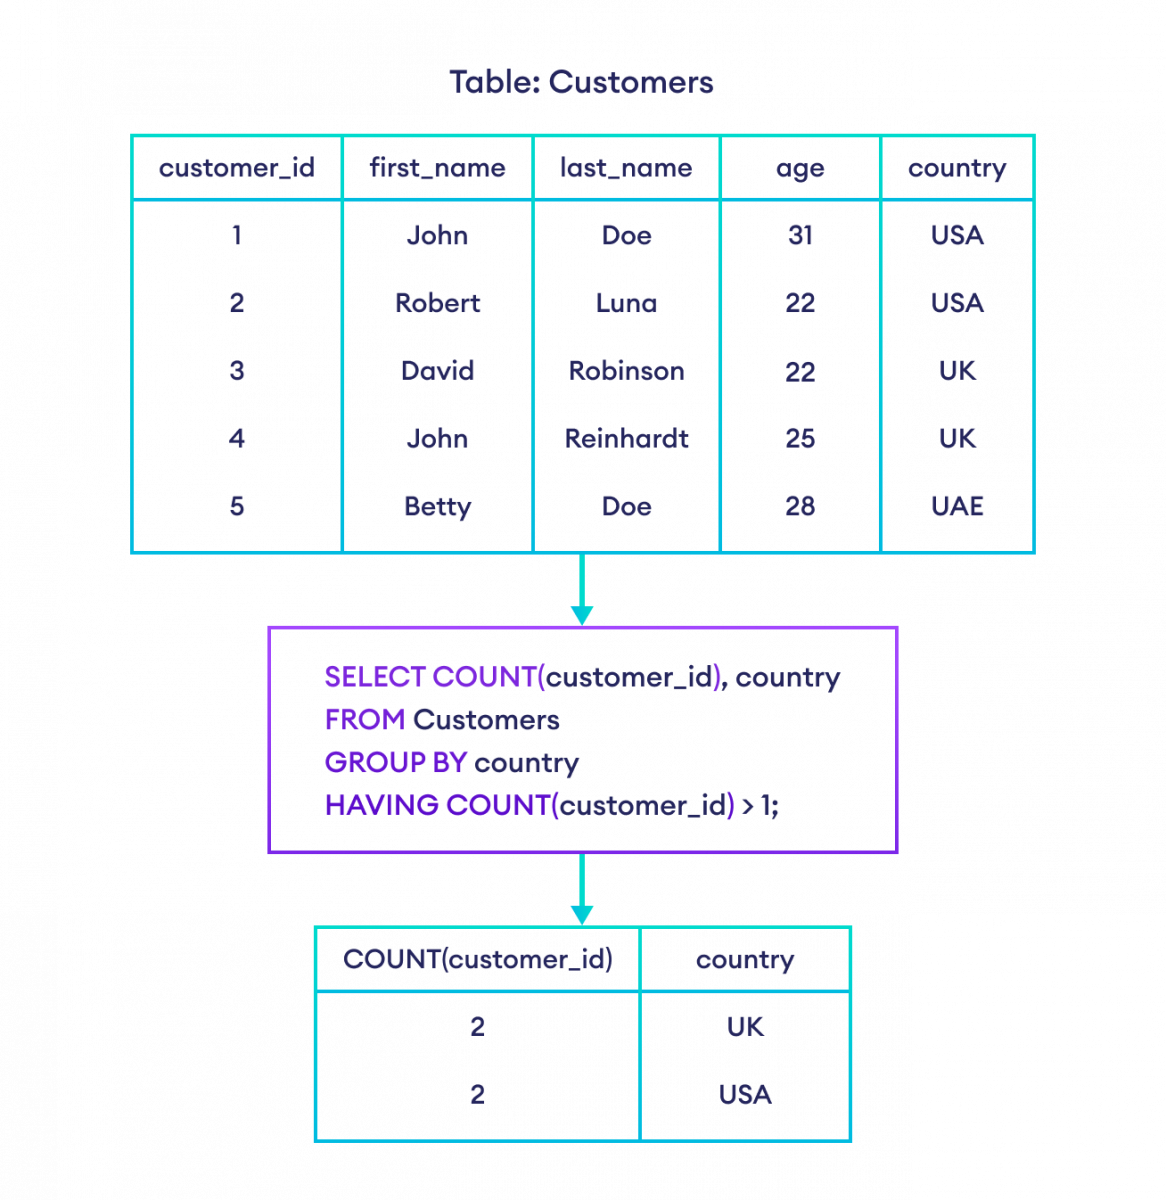 Table: Customers
customer_id first_name last_name age country
1 John Doe 31 USA
2 Robert Luna 22 USA
3 David Robinson 22 UK
4 John Reinhardt 25 UK
5 Betty Doe 28 UAE
SELECT COUNT(customer_id), country
FROM Customers
GROUP BY country
HAVING COUNT(customer_id) > 1;
COUNT(customer_id) country
2 UK
2 USA